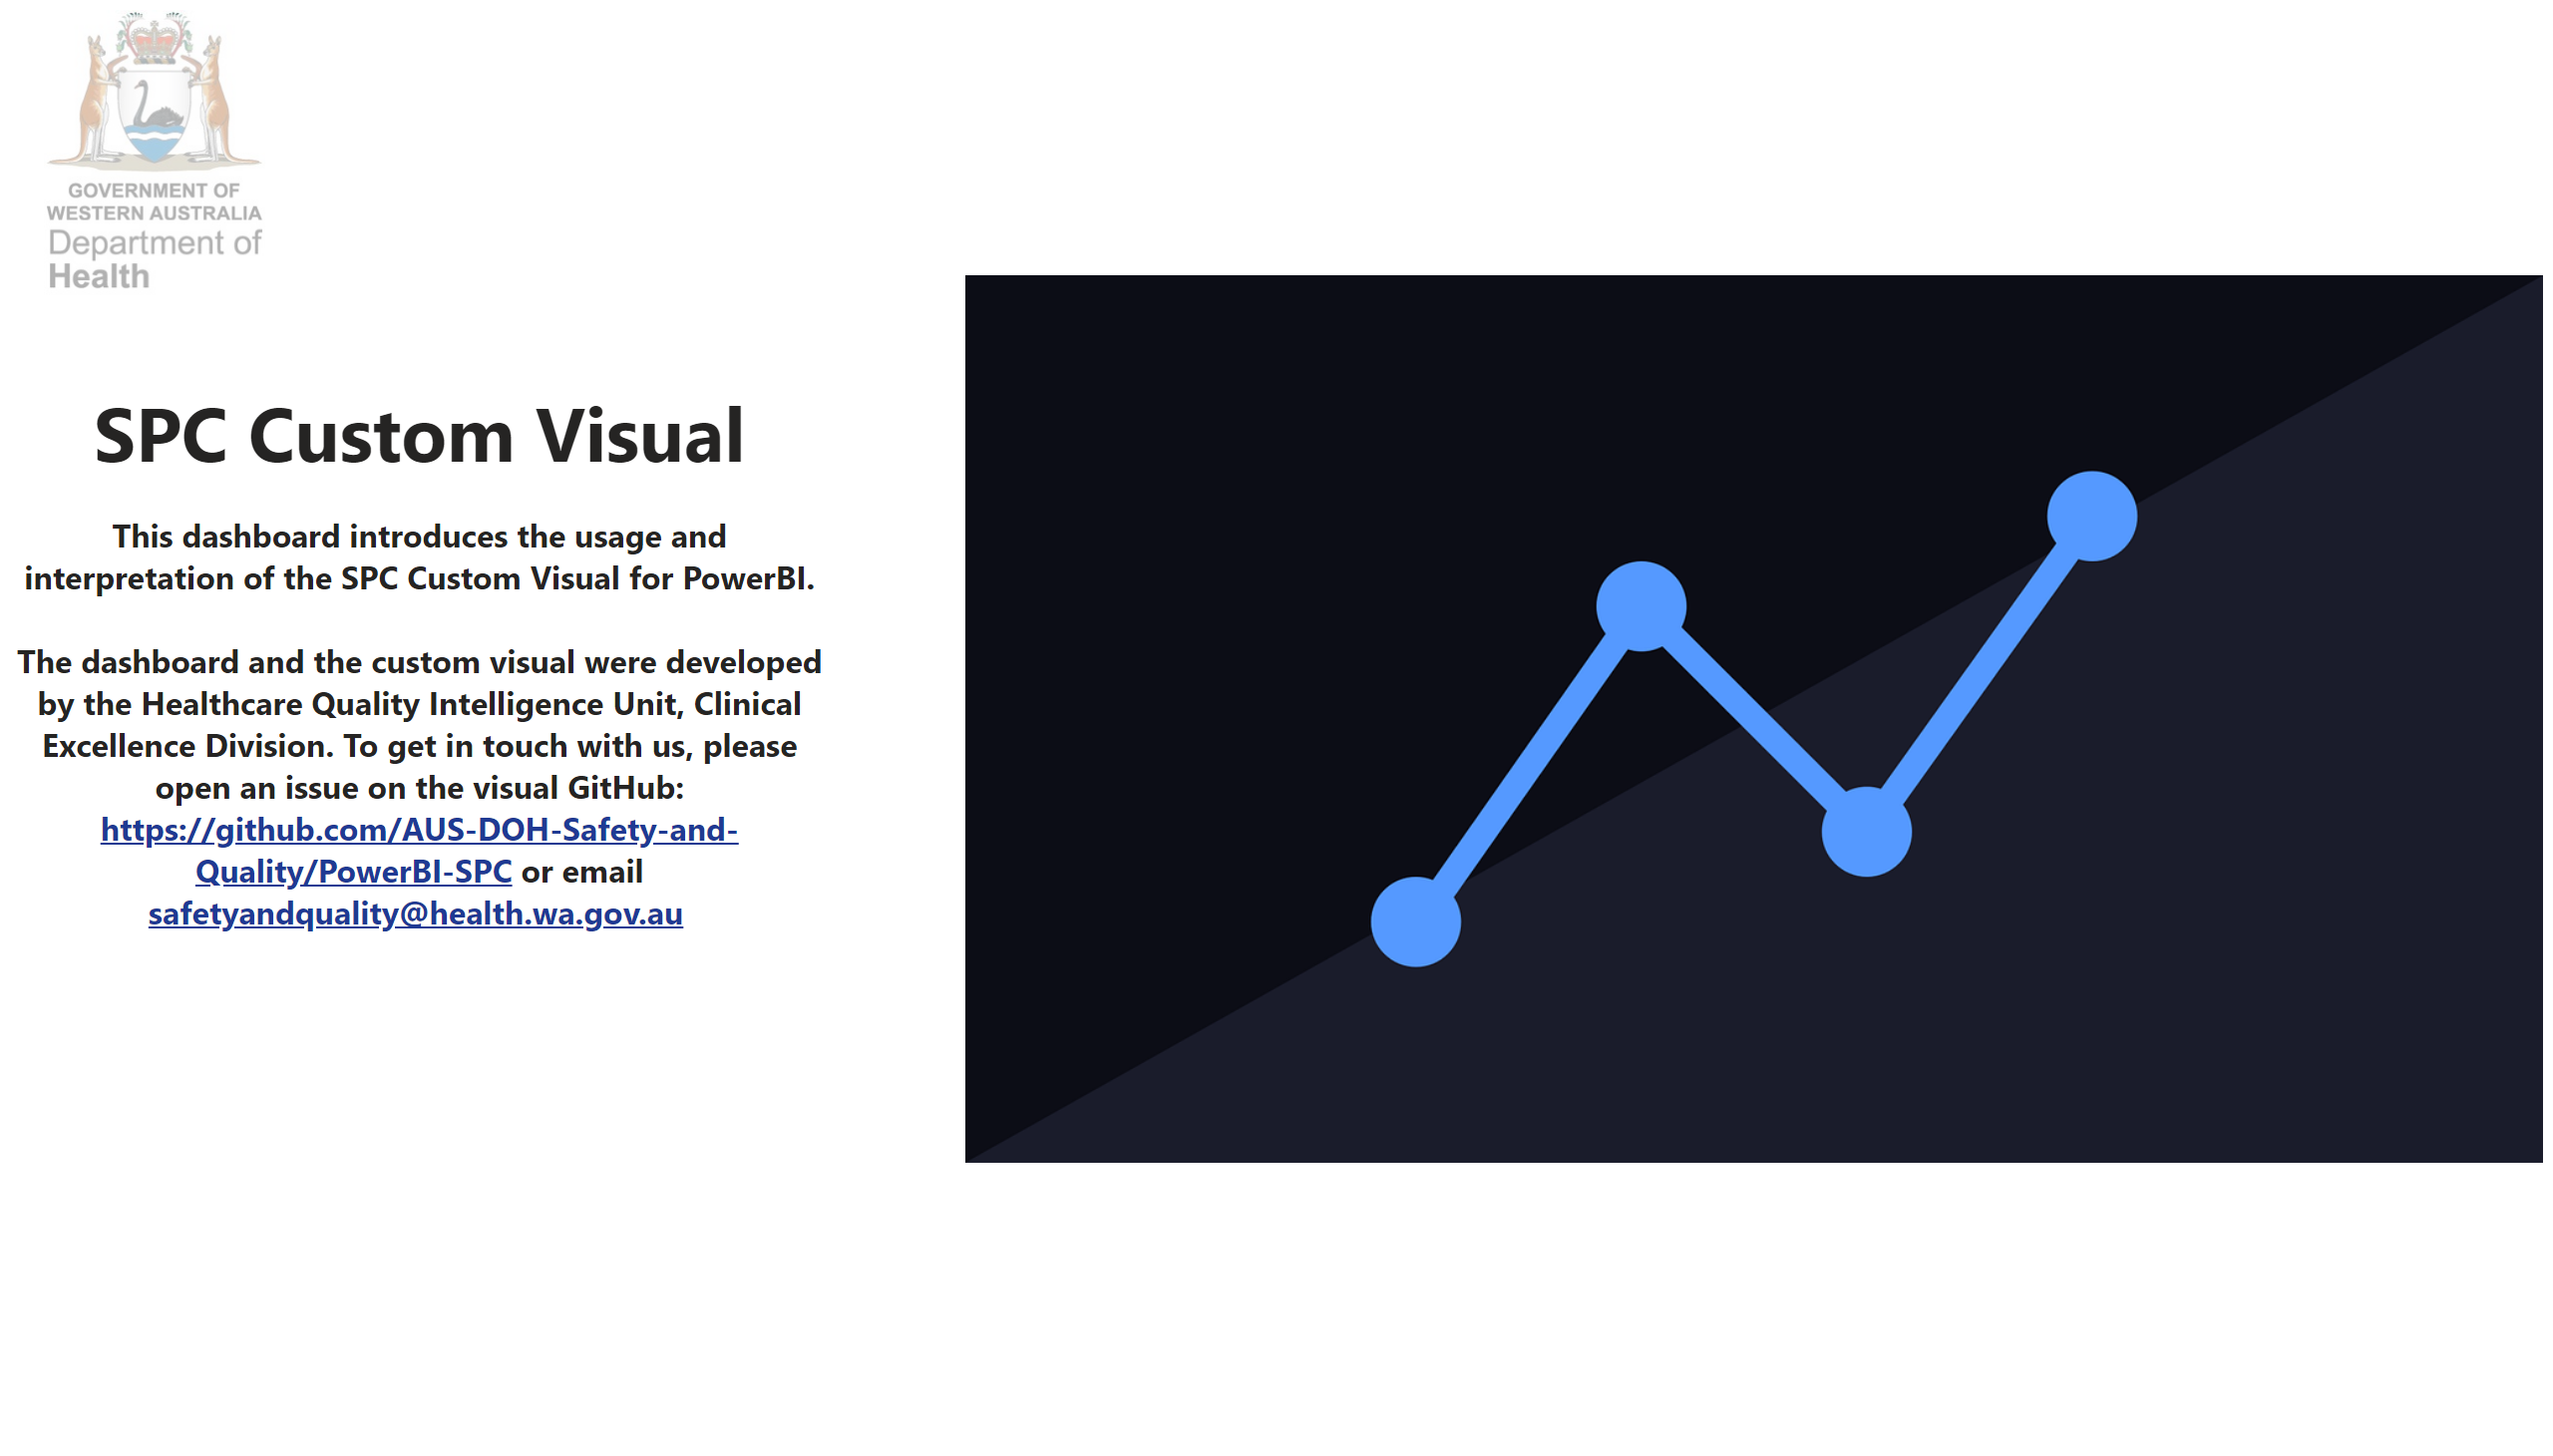 GOVERNMENT OF
WESTERN AUSTRALIA
Department of
Health
SPC Custom Visual
This dashboard introduces the usage and
interpretation of the SPC Custom Visual for PowerBI.
The dashboard and the custom visual were developed
by the Healthcare Quality Intelligence Unit, Clinical
Excellence Division. To get in touch with us, please
open an issue on the visual GitHub:
https://github.com/AUS-DOH-Safety-and-
Quality/PowerBI-SPC or email
safetyandquality@health.wa.gov.au